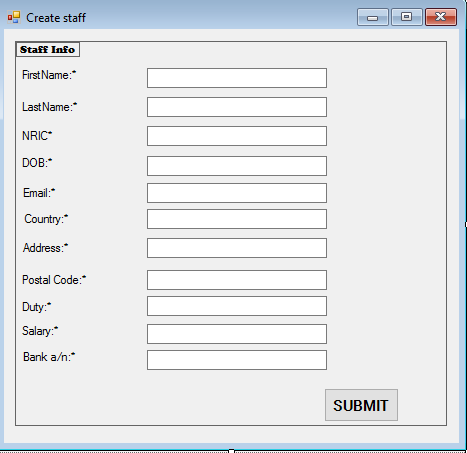 Create staff
Staff Info
FirstName:*
LastName:*
NRIC*
DOB:*
Email:*
Country:*
Address:*
Postal Code:*
Duty:*
Salary:*
Bank a/n:*
SUBMIT